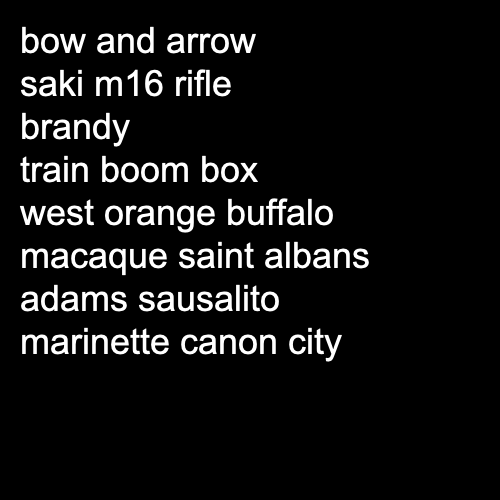 bow and arrow
saki m16 rifle
brandy
train boom box
west orange buffalo
macaque saint albans
adams sausalito
marinette canon city